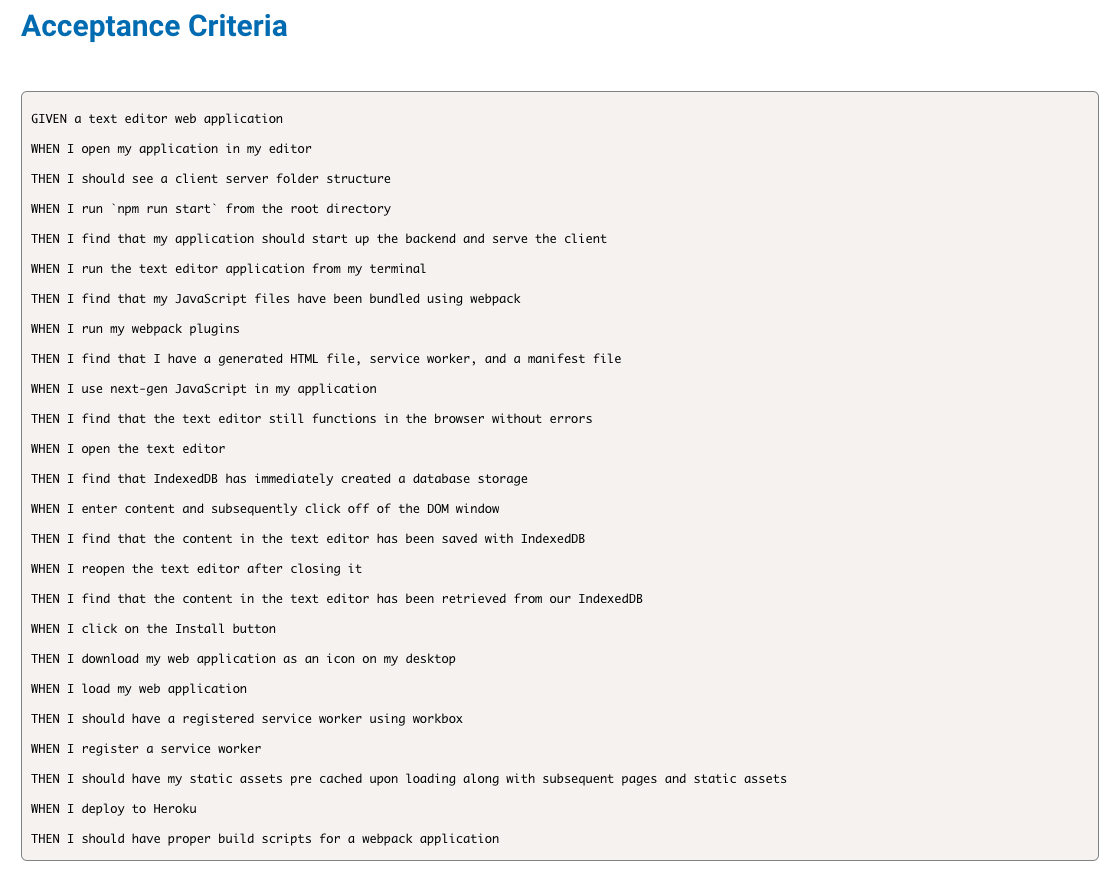 Acceptance Criteria
GIVEN a text editor web application
WHEN I open my application in my editor
THEN I should see a client server folder structure
WHEN I run `npm run start` from the root directory
THEN I find that my application should start up the backend and serve the client
WHEN I run the text editor application from my terminal
THEN I find that my JavaScript files have been bundled using webpack
WHEN I run my webpack plugins
THEN I find that I have a generated HTML file, service worker, and a manifest file
WHEN I use next-gen JavaScript in my application
THEN I find that the text editor still functions in the browser without errors
WHEN I open the text editor
THEN I find that IndexedDB has immediately created a database storage
WHEN I enter content and subsequently click off of the DOM window
THEN I find that the content in the text editor has been saved with IndexedDB
WHEN I reopen the text editor after closing it
THEN I find that the content in the text editor has been retrieved from our IndexedDB
WHEN I click on the Install button
THEN I download my web application as an icon on my desktop
WHEN I load my web application
THEN I should have a registered service worker using workbox
WHEN I register a service worker
THEN I should have my static assets pre cached upon loading along with subsequent pages and static assets
WHEN I deploy to Heroku
THEN I should have proper build scripts for a webpack application